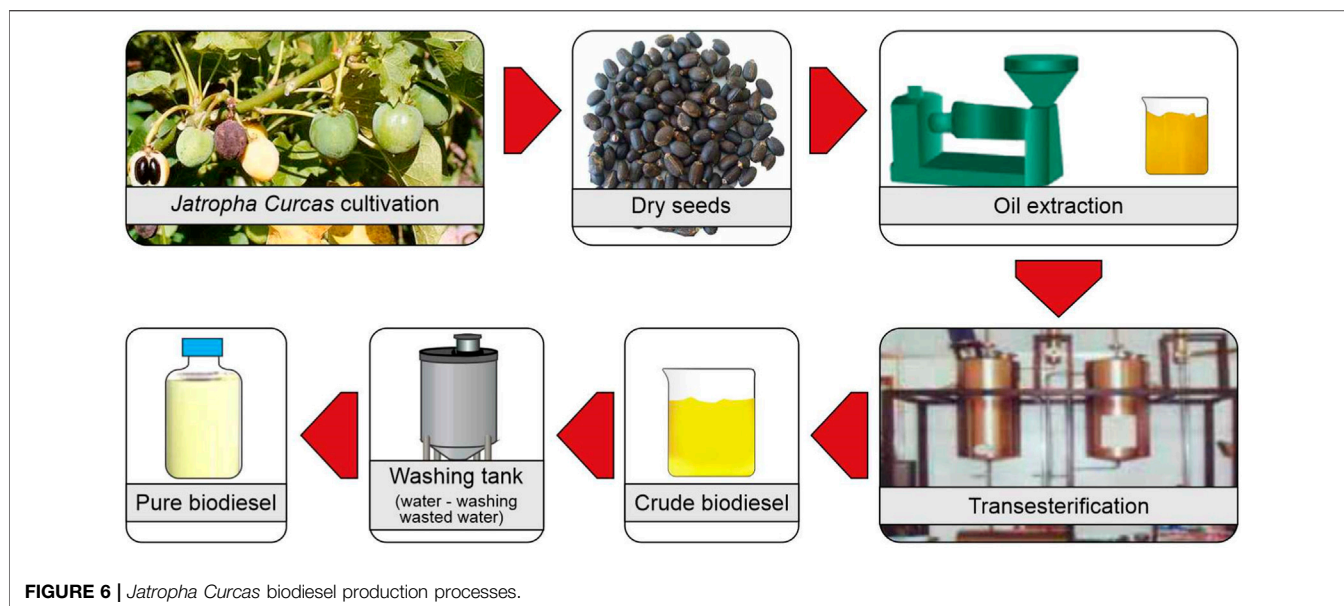 Jatropha Curcas cultivation
Dry seeds
Oil extraction
Transesterification
Crude biodiesel
Washing tank
(water - washing
wasted water)
Pure biodiesel
FIGURE 6 | Jatropha Curcas biodiesel production processes.